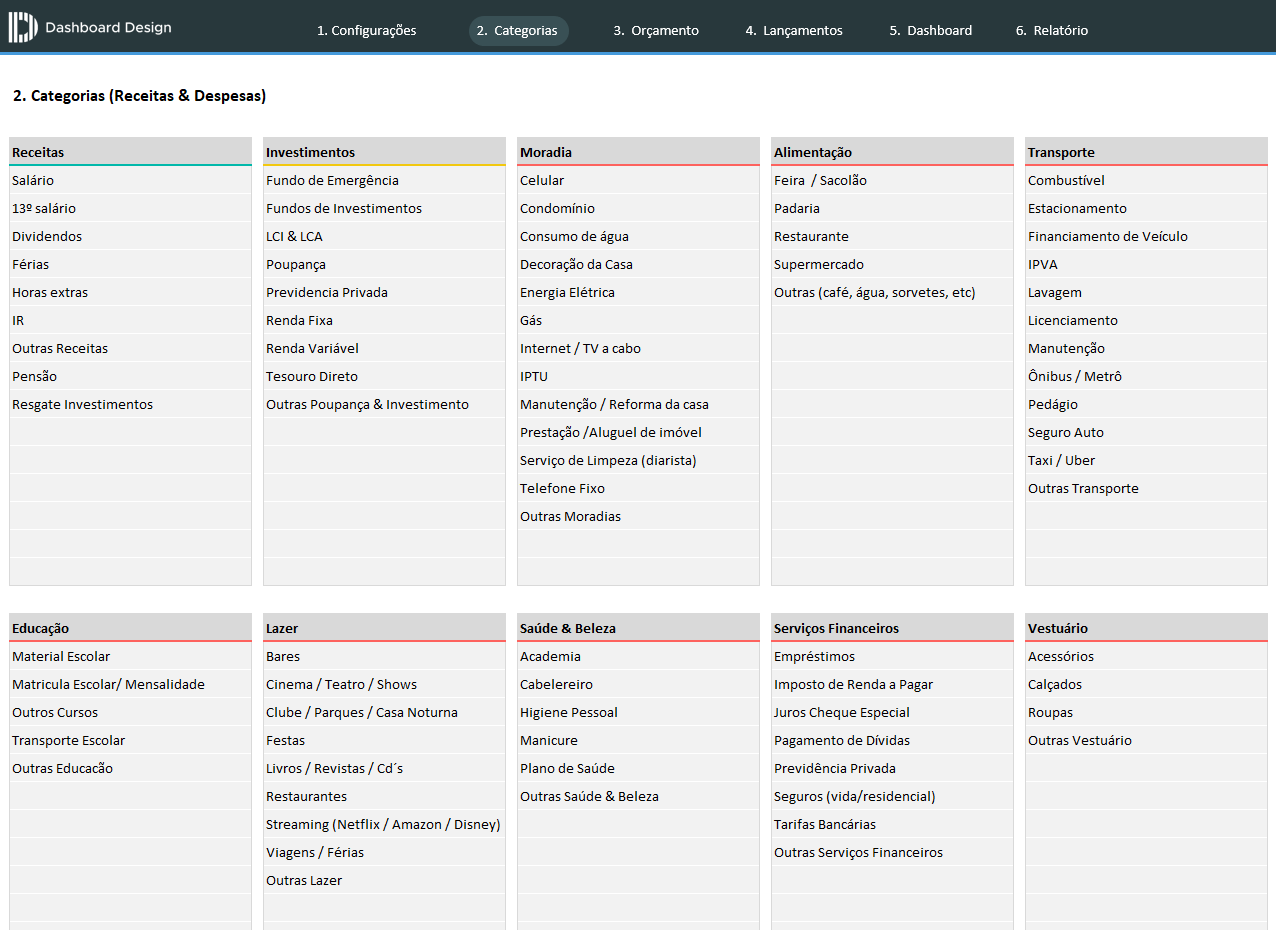 Dashboard Design
1. Configurações
2. Categorias
3. Orçamento
4. Lançamentos
5. Dashboard
6. Relatório
2. Categorias (Receitas & Despesas)
Receitas
Salário
13º salário
Dividendos
Férias
Horas extras
IR
Outras Receitas
Pensão
Resgate Investimentos
Investimentos
Fundo de Emergência
Fundos de Investimentos
LCI & LCA
Poupança
Previdencia Privada
Renda Fixa
Renda Variável
Tesouro Direto
Outras Poupança & Investimento
Moradia
Celular
Condomínio
Consumo de água
Decoração da Casa
Energia Elétrica
Gás
Internet / TV a cabo
IPTU
Manutenção / Reforma da casa
Prestação /Aluguel de imóvel
Serviço de Limpeza (diarista)
Telefone Fixo
Outras Moradias
Alimentação
Feira / Sacolão
Padaria
Restaurante
Supermercado
Outras (café, água, sorvetes, etc)
Transporte
Combustível
Estacionamento
Financiamento de Veículo
IPVA
Lavagem
Licenciamento
Manutenção
Ônibus / Metrô
Pedágio
Seguro Auto
Taxi / Uber
Outras Transporte
Educação
Material Escolar
Matricula Escolar/ Mensalidade
Outros Cursos
Transporte Escolar
Outras Educacão
Lazer
Bares
Cinema / Teatro / Shows
Clube / Parques / Casa Noturna
Festas
Livros / Revistas / Cd´s
Restaurantes
Streaming (Netflix / Amazon / Disney)
Viagens / Férias
Outras Lazer
Saúde & Beleza
Academia
Cabelereiro
Higiene Pessoal
Manicure
Plano de Saúde
Outras Saúde & Beleza
Serviços Financeiros
Empréstimos
Imposto de Renda a Pagar
Juros Cheque Especial
Pagamento de Dívidas
Previdência Privada
Seguros (vida/residencial)
Tarifas Bancárias
Outras Serviços Financeiros
Vestuário
Acessórios
Calçados
Roupas
Outras Vestuário